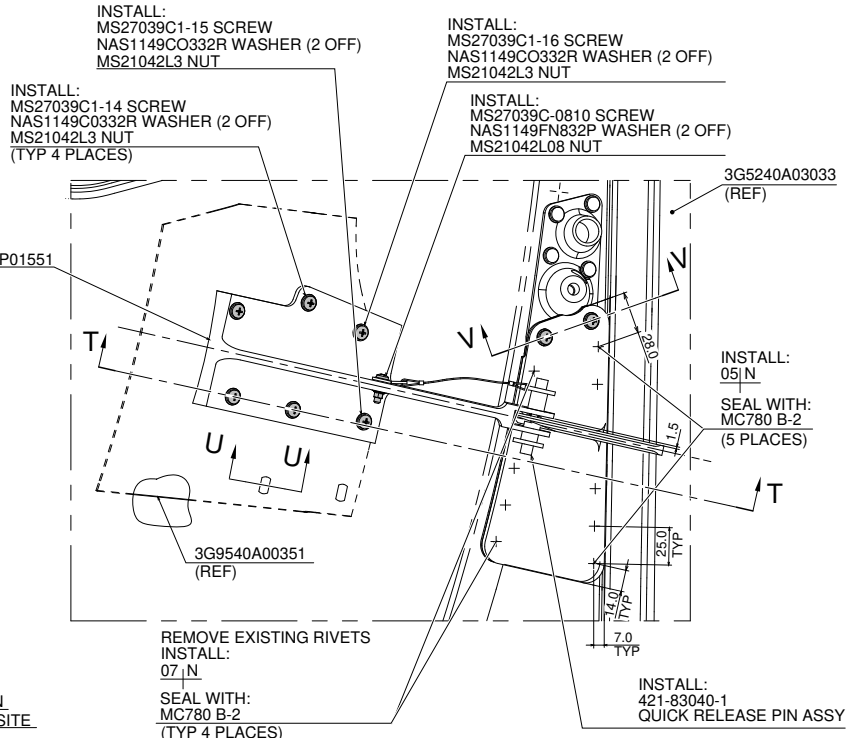 INSTALL:
MS27039C1-15 SCREW
NAS1149CO332R WASHER (2 OFF)
MS21042L3 NUT
INSTALL:
MS27039C1-16 SCREW
NAS1149CO332R WASHER (2 OFF)
MS21042L3 NUT
INSTALL:
MS27039C1-14 SCREW
NAS1149C0332R WASHER (2 OFF)
MS21042L3 NUT
(TYP 4 PLACES)
INSTALL:
MS27039C-0810 SCREW
NAS1149FN832P WASHER (2 OFF)
MS21042L08 NUT
3G5240A03033
(REF)
P01551
V
V
28.0
T
INSTALL:
05 N
SEAL WITH:
MC780 B-2
(5 PLACES)
1.5
U
U
T
3G9540A00351
(REF)
25.0
TYP
14.0
TYP
7.0
TYP
REMOVE EXISTING RIVETS
INSTALL:
07 N
SEAL WITH:
MC780 B-2
(TYP 4 PLACES)
INSTALL:
421-83040-1
QUICK RELEASE PIN ASSY
N
SITE